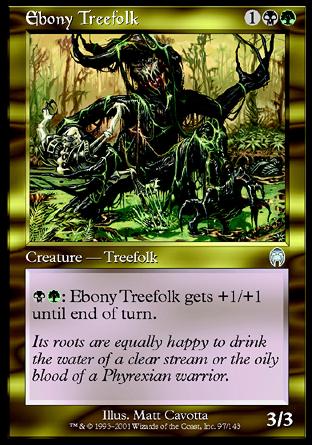 Ebony Treefolk 1
Creature — Treefolk
: Ebony Treefolk gets +1/+1
until end of turn.
Its roots are equally happy to drink
the water of a clear stream or the oily
blood of a Phyrexian warrior.
Illus. Matt Cavotta
™ & © 1993–2001 Wizards of the Coast, Inc. 97/143
3/3